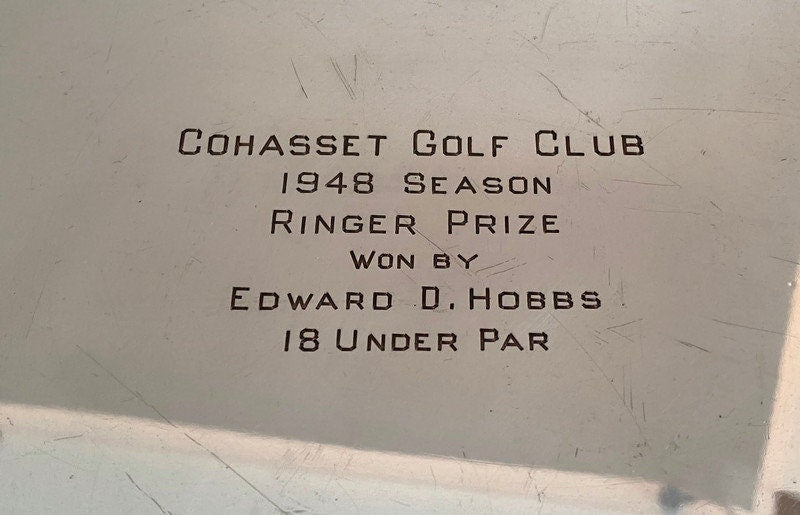 Cohasset Golf Club
1948 Season
Ringer Prize
Won by
Edward D. Hobbs
18 Under Par